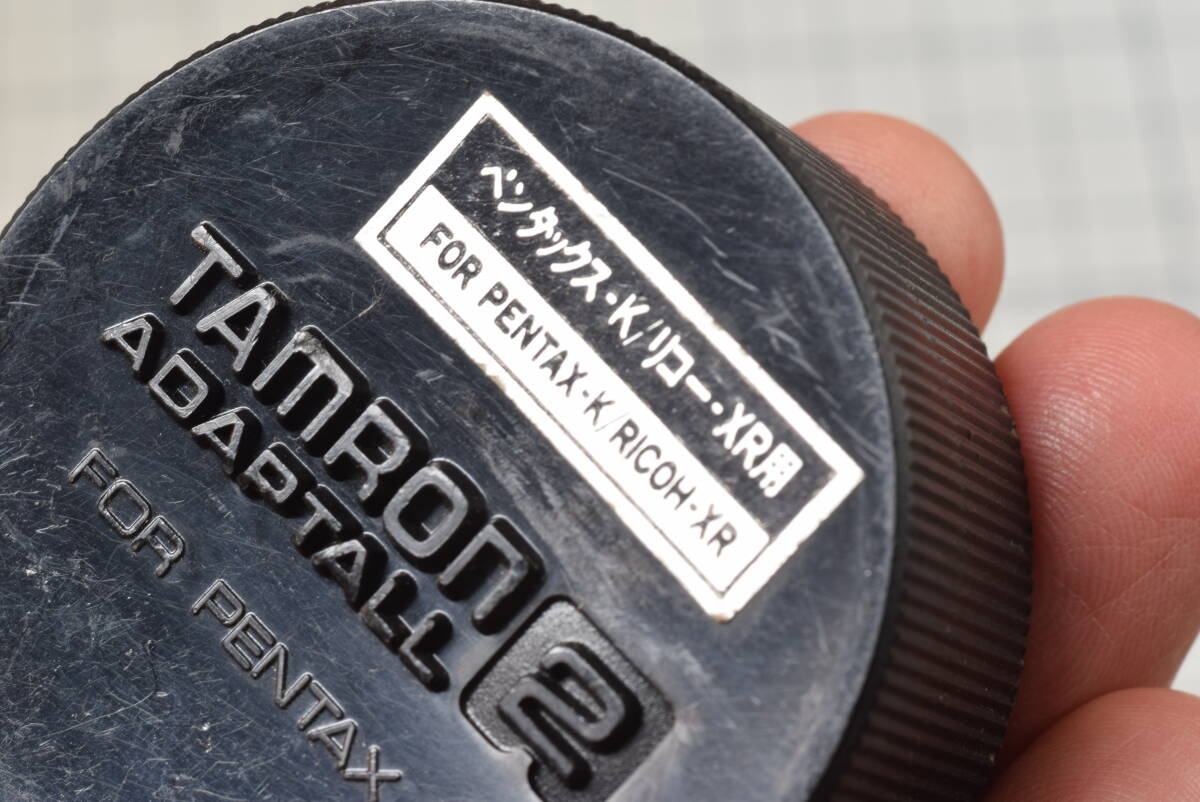 ペンタックス・K/リコー・XR用
FOR PENTAX・K/RICOH・XR
TAMRON
ADAPTALL 2
FOR PENTAX